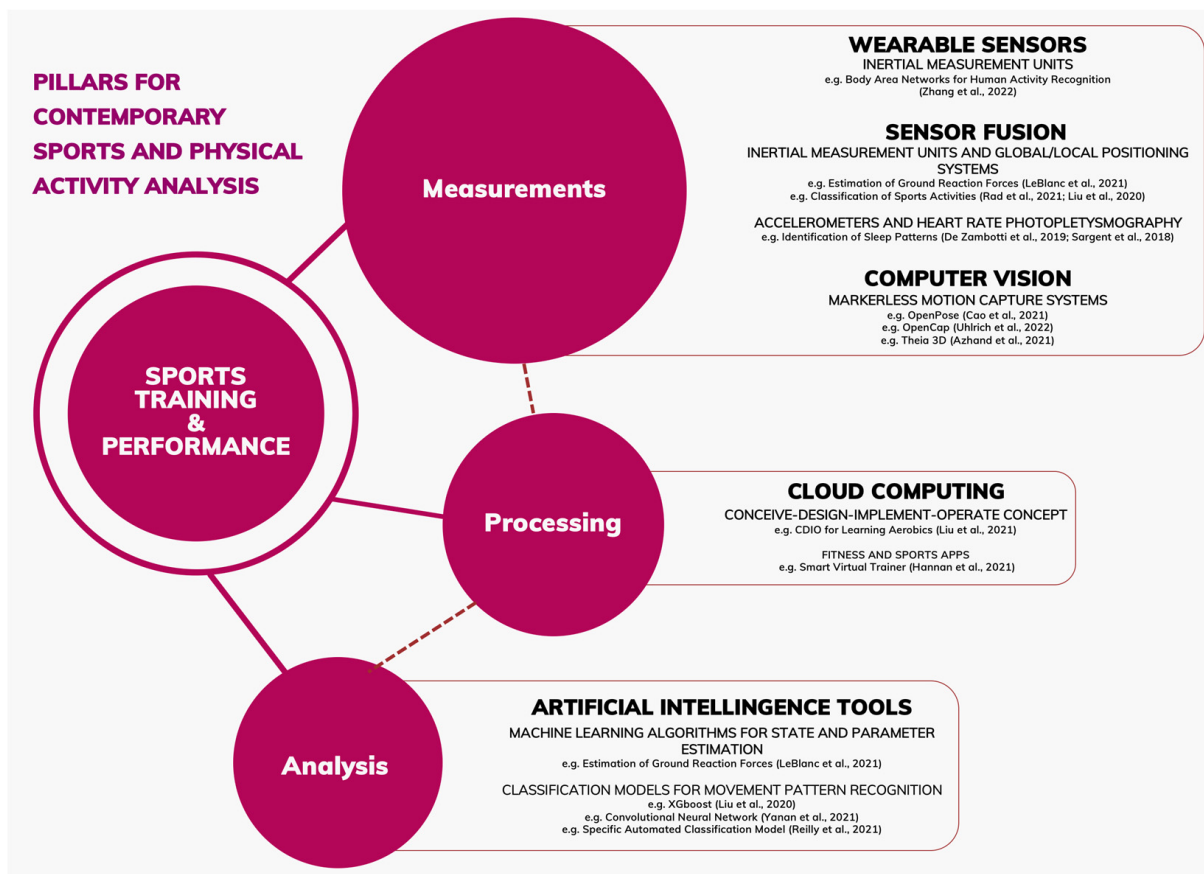 PILLARS FOR
CONTEMPORARY
SPORTS AND PHYSICAL
ACTIVITY ANALYSIS
SPORTS
TRAINING
&
PERFORMANCE
Measurements
WEARABLE SENSORS
INERTIAL MEASUREMENT UNITS
e.g. Body Area Networks for Human Activity Recognition
(Zhang et al., 2022)
SENSOR FUSION
INERTIAL MEASUREMENT UNITS AND GLOBAL/LOCAL POSITIONING
SYSTEMS
e.g. Estimation of Ground Reaction Forces (LeBlanc et al., 2021)
e.g. Classification of Sports Activities (Rad et al., 2021; Liu et al., 2020)
ACCELEROMETERS AND HEART RATE PHOTOPLETYSMOGRAPHY
e.g. Identification of Sleep Patterns (De Zambotti et al., 2019; Sargent et al., 2018)
COMPUTER VISION
MARKERLESS MOTION CAPTURE SYSTEMS
e.g. OpenPose (Cao et al., 2021)
e.g. OpenCap (Uhlrich et al., 2022)
e.g. Theia 3D (Azhand et al., 2021)
Processing
CLOUD COMPUTING
CONCEIVE-DESIGN-IMPLEMENT-OPERATE CONCEPT
e.g. CDIO for Learning Aerobics (Liu et al., 2021)
FITNESS AND SPORTS APPS
e.g. Smart Virtual Trainer (Hannan et al., 2021)
Analysis
ARTIFICIAL INTELLINGENCE TOOLS
MACHINE LEARNING ALGORITHMS FOR STATE AND PARAMETER
ESTIMATION
e.g. Estimation of Ground Reaction Forces (LeBlanc et al., 2021)
CLASSIFICATION MODELS FOR MOVEMENT PATTERN RECOGNITION
e.g. XGboost (Liu et al., 2020)
e.g. Convolutional Neural Network (Yanan et al., 2021)
e.g. Specific Automated Classification Model (Reilly et al., 2021)